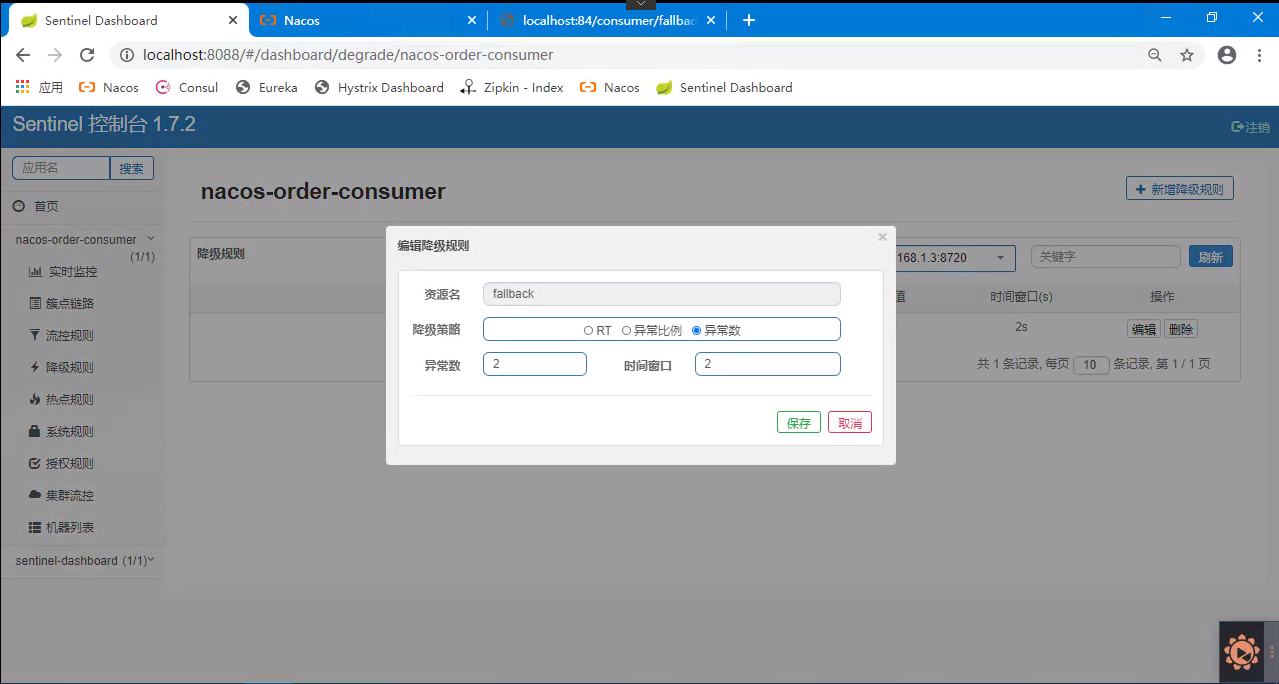 Sentinel Dashboard
Nacos
localhost:84/consumer/fallbac
localhost:8088/#/dashboard/degrade/nacos-order-consumer
应用 Nacos Consul Eureka Hystrix Dashboard Zipkin - Index Nacos Sentinel Dashboard
Sentinel 控制台 1.7.2
注销
应用名 搜索
nacos-order-consumer
新增降级规则
首页
nacos-order-consumer
(1/1)
实时监控
簇点链路
流控规则
降级规则
热点规则
系统规则
授权规则
集群流控
机器列表
sentinel-dashboard (1/1)
降级规则
168.1.3:8720 关键字 刷新
值 时间窗口(s) 操作
2s 编辑 删除
共 1 条记录, 每页 10 条记录, 第 1 / 1 页
编辑降级规则
资源名 fallback
降级策略 RT 异常比例 异常数
异常数 2 时间窗口 2
保存 取消